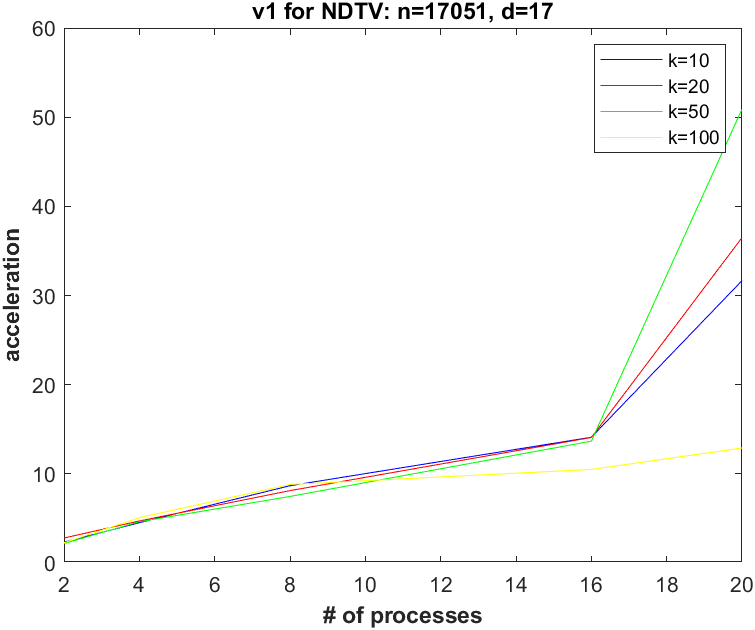 v1 for NDTV: n=17051, d=17
60
50
40
30
20
10
0
acceleration
k=10
k=20
k=50
k=100
2 4 6 8 10 12 14 16 18 20
# of processes